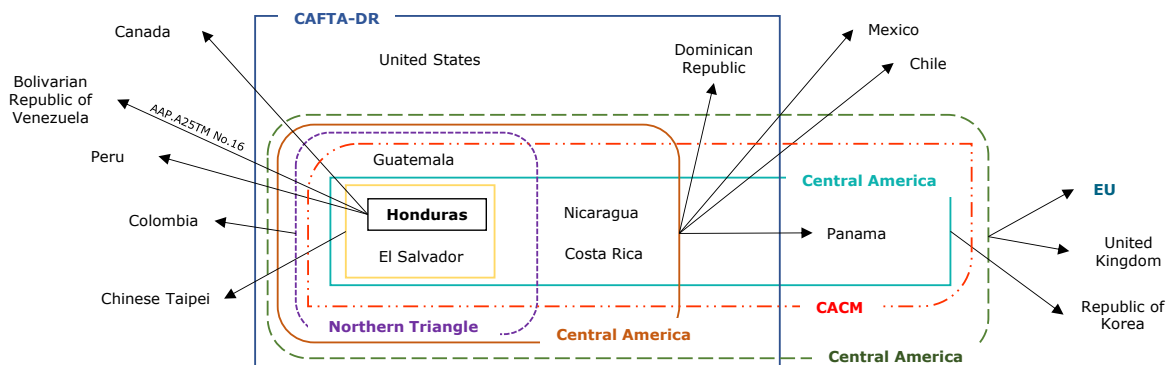 CAFTA-DR
Canada
Mexico
United States
Dominican
Republic
Chile
Bolivarian
Republic of
Venezuela
AAP.A25TM No.16
Peru
Guatemala
Central America
EU
Honduras
Nicaragua
Colombia
Panama
El Salvador
Costa Rica
United
Kingdom
Chinese Taipei
CACM
Republic of
Korea
Northern Triangle
Central America
Central America